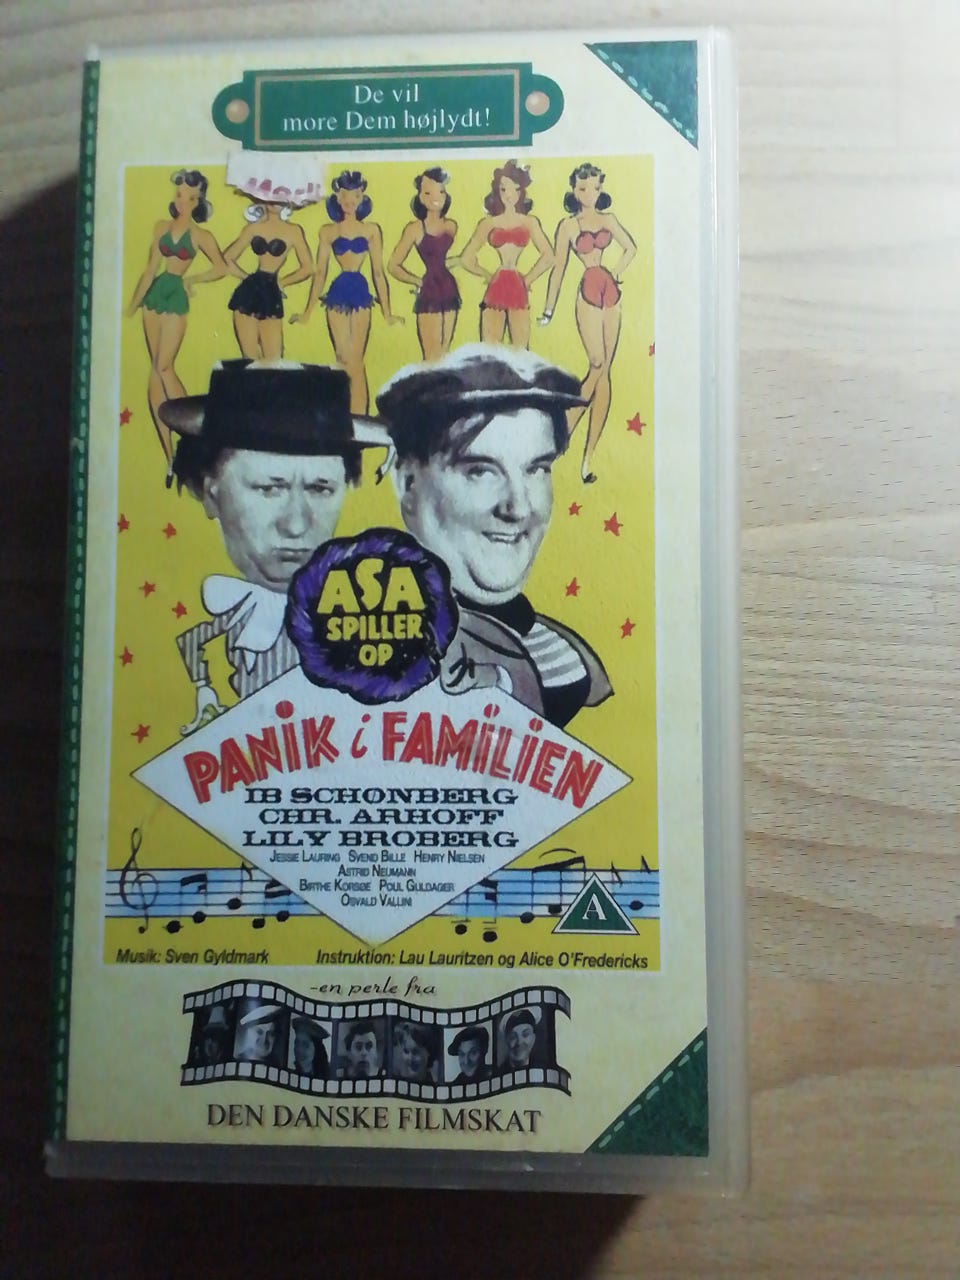 De vil
more Dem højlydt!
ASA
SPILLER
OP
PANiK i FAMiLiEN
IB SCHØNBERG
CHR. ARHOFF
LILY BROBERG
JESSIE LAURING SVEND BILLE HENRY NIELSEN
ASTRID NEUMANN
BIRTHE KORSØE POUL GULDAGER
OSVALD VALLINI
A
Musik: Sven Gyldmark Instruktion: Lau Lauritzen og Alice O'Fredericks
-en perle fra
DEN DANSKE FILMSKAT